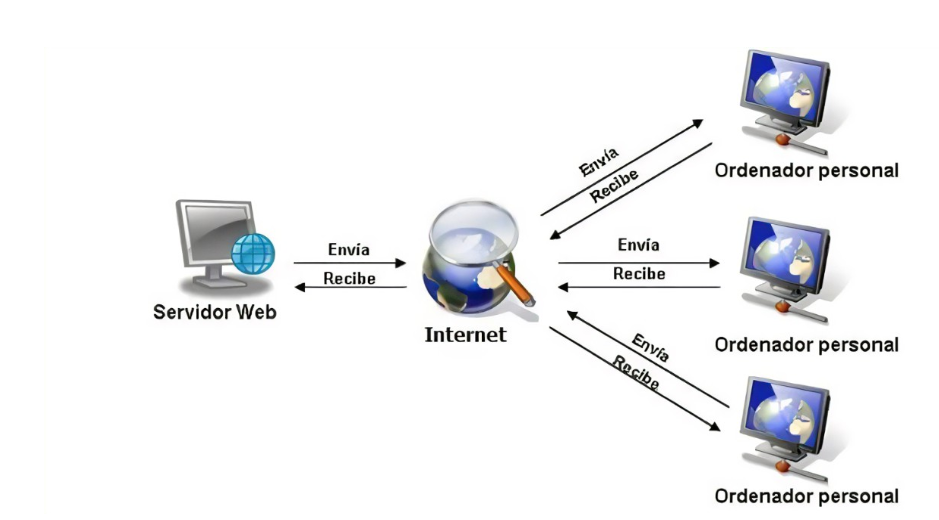 Envía
Recibe
Ordenador personal
Envía
Recibe
Servidor Web
Internet
Envía
Recibe
Ordenador personal
Envía
Recibe
Ordenador personal